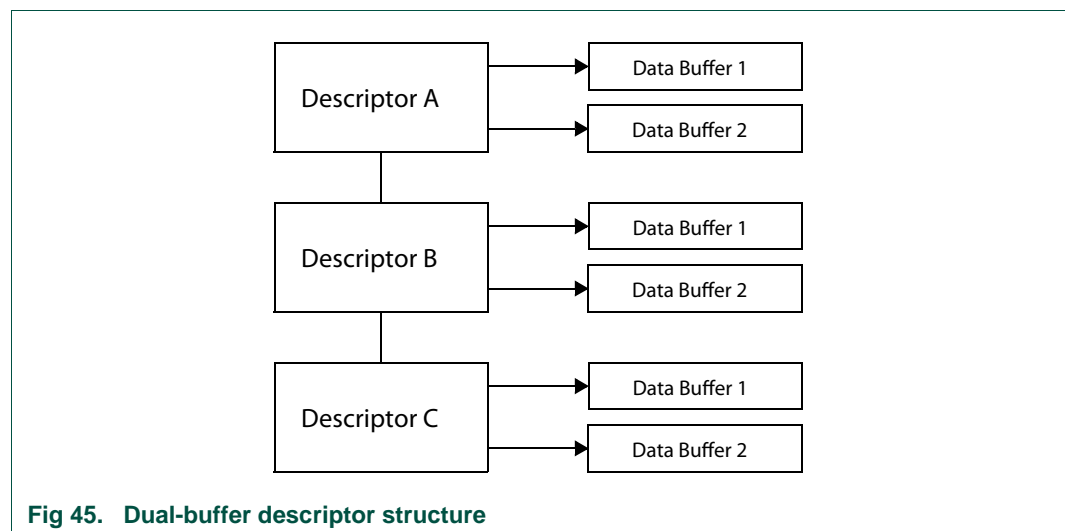 Descriptor A
Data Buffer 1
Data Buffer 2
Descriptor B
Data Buffer 1
Data Buffer 2
Descriptor C
Data Buffer 1
Data Buffer 2
Fig 45. Dual-buffer descriptor structure